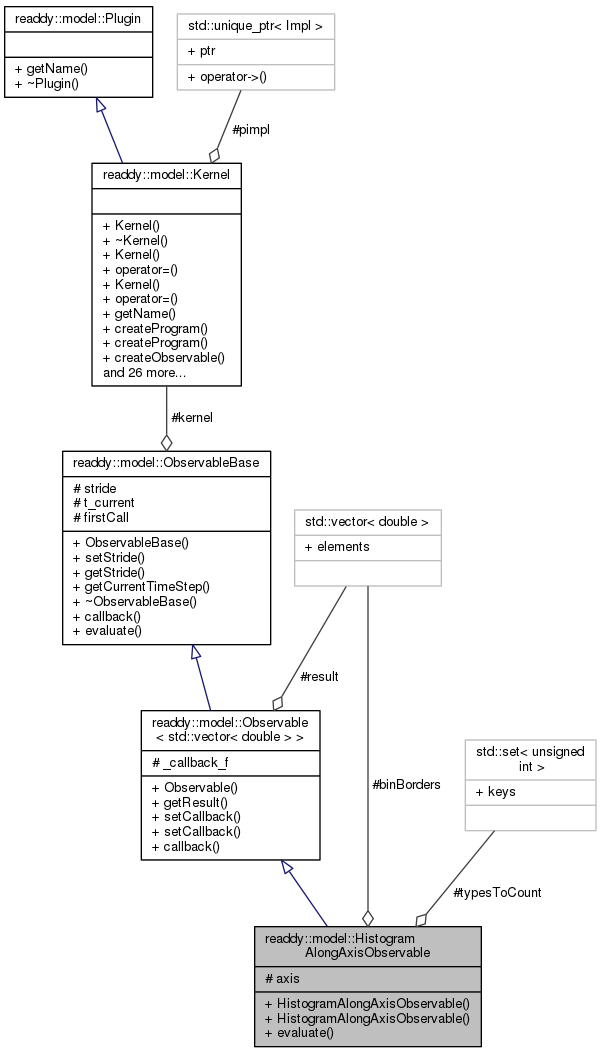 readdy::model::Plugin
+ getName()
+ ~Plugin()
std::unique_ptr< Impl >
+ ptr
+ operator->()
#pimpl
readdy::model::Kernel
+ Kernel()
+ ~Kernel()
+ Kernel()
+ operator=()
+ Kernel()
+ operator=()
+ getName()
+ createProgram()
+ createProgram()
+ createObservable()
and 26 more...
#kernel
readdy::model::ObservableBase
# stride
# t_current
# firstCall
+ ObservableBase()
+ setStride()
+ getStride()
+ getCurrentTimeStep()
+ ~ObservableBase()
+ callback()
+ evaluate()
std::vector< double >
+ elements
#result
readdy::model::Observable
< std::vector< double > >
# _callback_f
+ Observable()
+ getResult()
+ setCallback()
+ setCallback()
+ callback()
#binBorders
std::set< unsigned
int >
+ keys
#typesToCount
readdy::model::Histogram
AlongAxisObservable
# axis
+ HistogramAlongAxisObservable()
+ HistogramAlongAxisObservable()
+ evaluate()